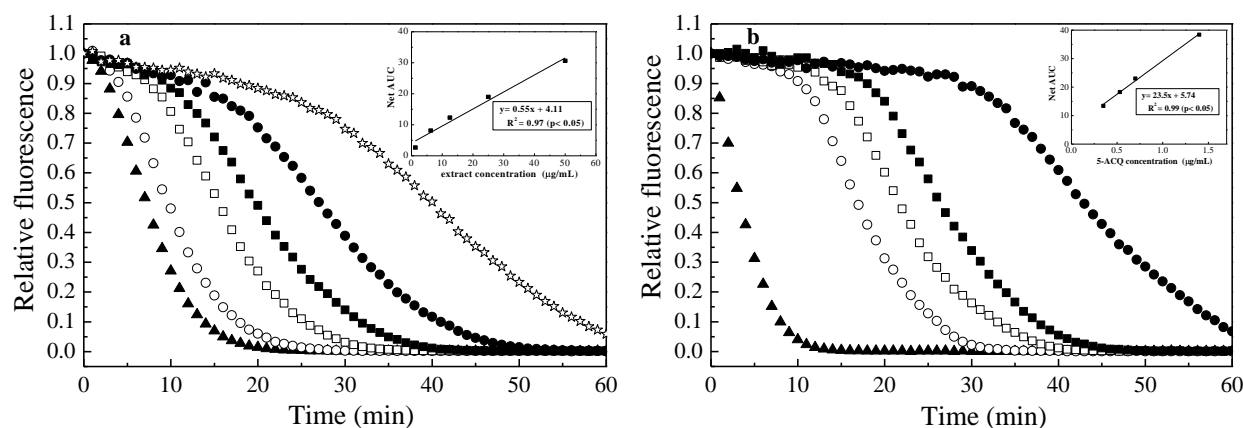 a
Relative fluorescence
1.1
1.0
0.9
0.8
0.7
0.6
0.5
0.4
0.3
0.2
0.1
0.0
0 10 20 30 40 50 60
Time (min)
Net AUC
40
30
20
10
0
y= 0.55x + 4.11
R² = 0.97 (p< 0.05)
0 10 20 30 40 50 60
extract concentration (µg/mL)
b
Relative fluorescence
1.1
1.0
0.9
0.8
0.7
0.6
0.5
0.4
0.3
0.2
0.1
0.0
0 10 20 30 40 50 60
Time (min)
Net AUC
40
30
20
10
0
y= 23.5x + 5.74
R² = 0.99 (p< 0.05)
0.0 0.5 1.0 1.5
5-ACQ concentration (µg/mL)